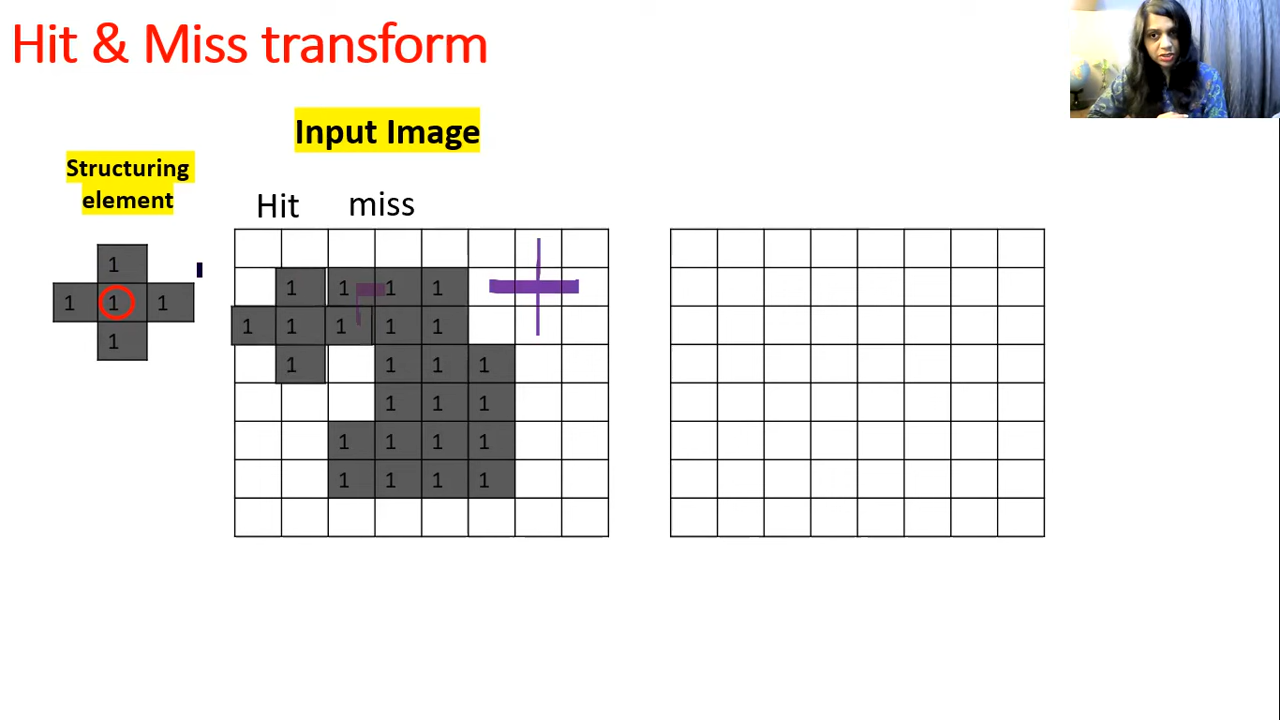 Hit & Miss transform
Input Image
Structuring
element
Hit miss
1
1 1 1
1
1 1 1 1
1 1 1 1 1
1 1 1 1
1 1 1
1 1 1 1
1 1 1 1